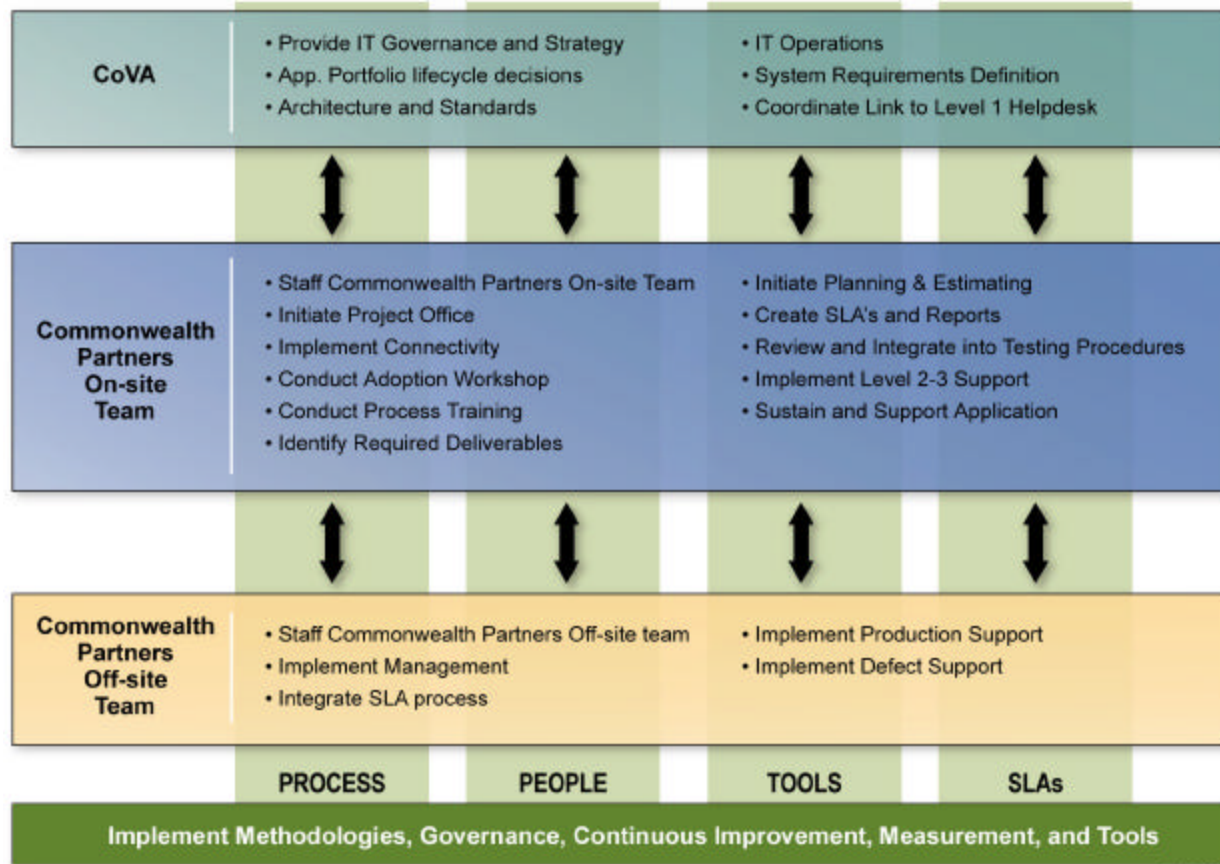 CoVA
• Provide IT Governance and Strategy
• App. Portfolio lifecycle decisions
• Architecture and Standards
• IT Operations
• System Requirements Definition
• Coordinate Link to Level 1 Helpdesk
Commonwealth
Partners
On-site
Team
• Staff Commonwealth Partners On-site Team
• Initiate Project Office
• Implement Connectivity
• Conduct Adoption Workshop
• Conduct Process Training
• Identify Required Deliverables
• Initiate Planning & Estimating
• Create SLA's and Reports
• Review and Integrate into Testing Procedures
• Implement Level 2-3 Support
• Sustain and Support Application
Commonwealth
Partners
Off-site
Team
• Staff Commonwealth Partners Off-site team
• Implement Management
• Integrate SLA process
• Implement Production Support
• Implement Defect Support
PROCESS
PEOPLE
TOOLS
SLAs
Implement Methodologies, Governance, Continuous Improvement, Measurement, and Tools